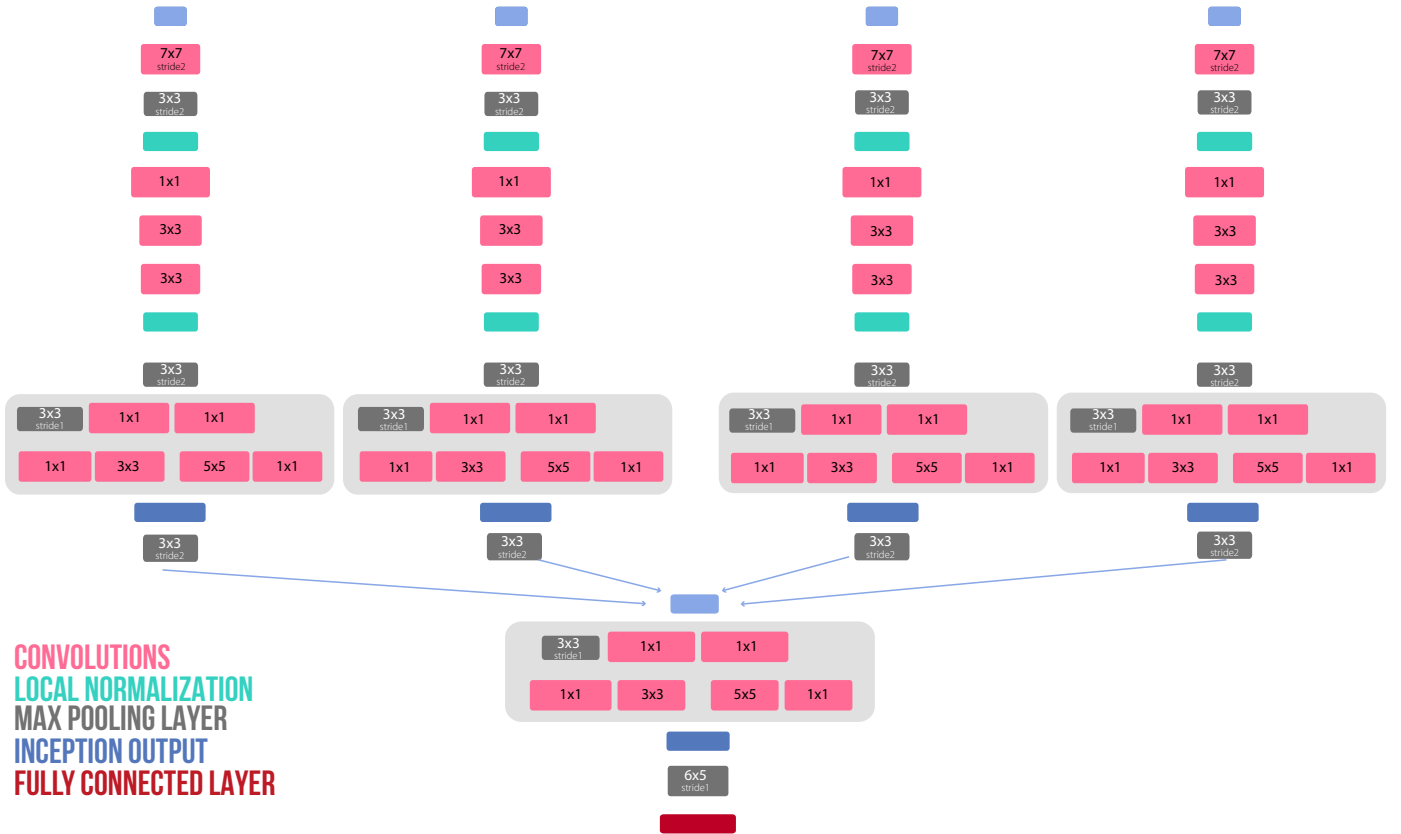 7x7 7x7 7x7 7x7
stride2 stride2 stride2 stride2
3x3 3x3 3x3 3x3
stride2 stride2 stride2 stride2
1x1 1x1 1x1 1x1
3x3 3x3 3x3 3x3
3x3 3x3 3x3 3x3
3x3 3x3 3x3 3x3
stride2 stride2 stride2 stride2
3x3 1x1 1x1 3x3 1x1 1x1 3x3 1x1 1x1 3x3 1x1 1x1
stride1 stride1 stride1 stride1
1x1 3x3 5x5 1x1 1x1 3x3 5x5 1x1 1x1 3x3 5x5 1x1 1x1 3x3 5x5 1x1
3x3 3x3 3x3 3x3
stride2 stride2 stride2 stride2
3x3 1x1 1x1
stride1
1x1 3x3 5x5 1x1
6x5
stride1
CONVOLUTIONS
LOCAL NORMALIZATION
MAX POOLING LAYER
INCEPTION OUTPUT
FULLY CONNECTED LAYER